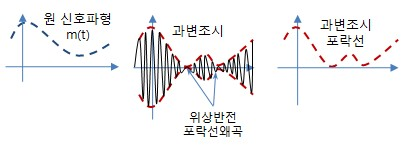 원 신호파형
m(t)
과변조시
위상반전
포락선왜곡
과변조시
포락선